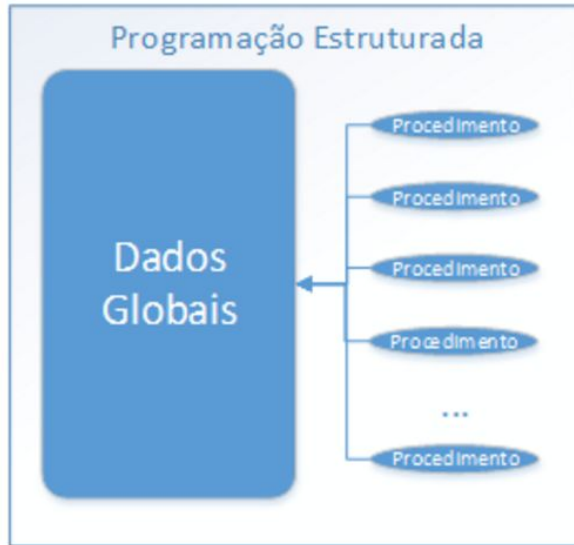 Programação Estruturada
Dados
Globais
Procedimento
Procedimento
Procedimento
Procedimento
...
Procedimento